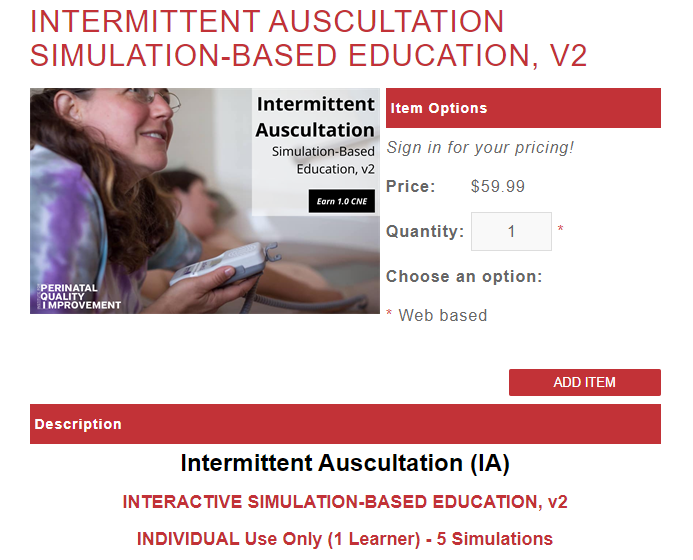 INTERMITTENT AUSCULTATION
SIMULATION-BASED EDUCATION, V2
Intermittent
Auscultation
Simulation-Based
Education, v2
Earn 1.0 CNE
PERINATAL
QUALITY
IMPROVEMENT
Item Options
Sign in for your pricing!
Price: $59.99
Quantity: 1 *
Choose an option:
* Web based
ADD ITEM
Description
Intermittent Auscultation (IA)
INTERACTIVE SIMULATION-BASED EDUCATION, v2
INDIVIDUAL Use Only (1 Learner) - 5 Simulations